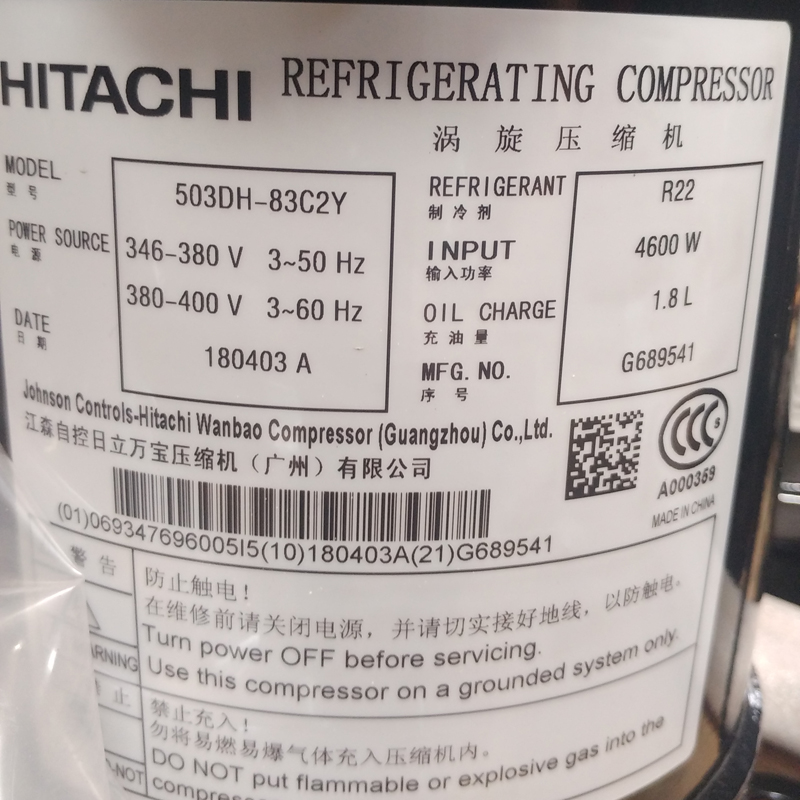 HITACHI REFRIGERATING COMPRESSOR
涡旋压缩机
MODEL 503DH-83C2Y
型号
POWER SOURCE 346-380 V 3~50 Hz
电源
380-400 V 3~60 Hz
DATE 180403 A
日期
REFRIGERANT R22
制冷剂
INPUT 4600 W
输入功率
OIL CHARGE 1.8 L
充油量
MFG. NO. G689541
序号
Johnson Controls-Hitachi Wanbao Compressor (Guangzhou) Co.,Ltd.
江森自控日立万宝压缩机（广州）有限公司
CCC S
A000369
MADE IN CHINA
(01)06934769600515(10)180403A(21)G689541
警告
WARNING
防止触电！
在维修前请关闭电源，并请切实接好地线，以防触电。
Turn power OFF before servicing.
Use this compressor on a grounded system only.
禁止
DO-NOT
禁止充入！
勿将易燃易爆气体充入压缩机内。
DO NOT put flammable or explosive gas into the